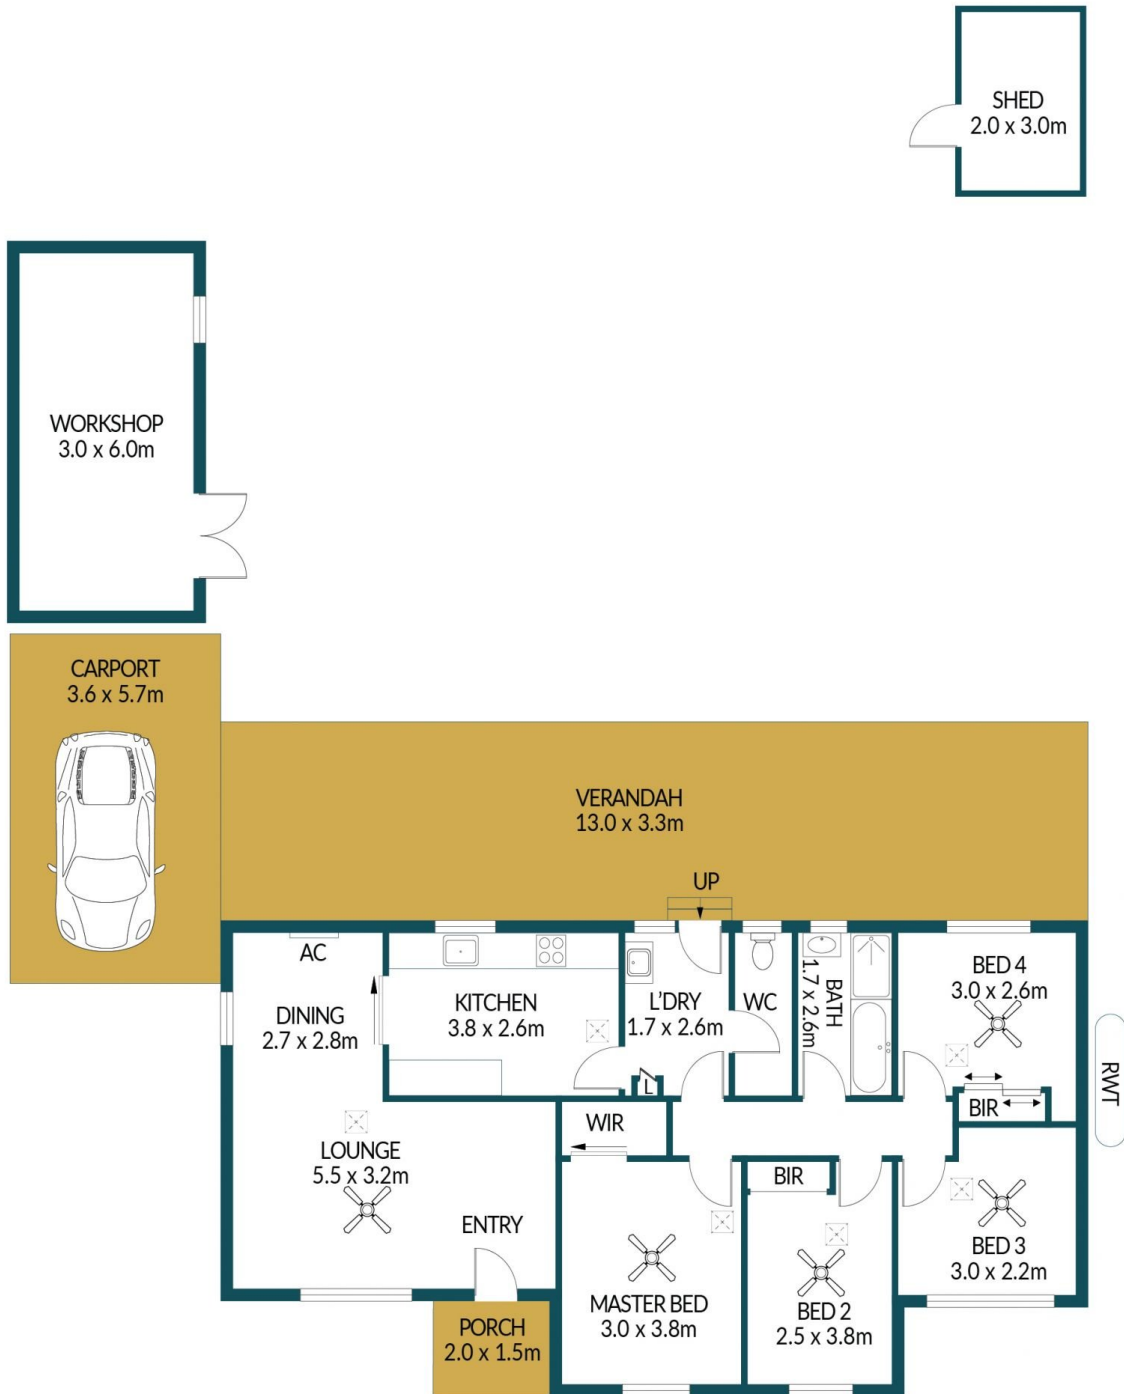 SHED
2.0 x 3.0m
WORKSHOP
3.0 x 6.0m
CARPORT
3.6 x 5.7m
VERANDAH
13.0 x 3.3m
UP
AC
DINING
2.7 x 2.8m
KITCHEN
3.8 x 2.6m
L'DRY
1.7 x 2.6m
L
WC
BATH
1.7 x 2.6m
BED 4
3.0 x 2.6m
BIR
RWT
LOUNGE
5.5 x 3.2m
ENTRY
WIR
BIR
MASTER BED
3.0 x 3.8m
BED 2
2.5 x 3.8m
BED 3
3.0 x 2.2m
PORCH
2.0 x 1.5m